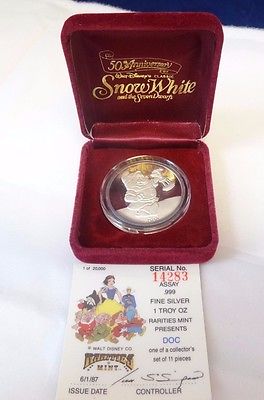 50th Anniversary
WALT DISNEY'S CLASSIC
Snow White
and the Seven Dwarfs
1 of 20,000
SERIAL No.
14283
ASSAY
.999
FINE SILVER
1 TROY OZ
RARITIES MINT
PRESENTS
DOC
one of a collector's
set of 11 pieces
© WALT DISNEY CO
RARITIES
MINT.
6/1/87
ISSUE DATE CONTROLLER